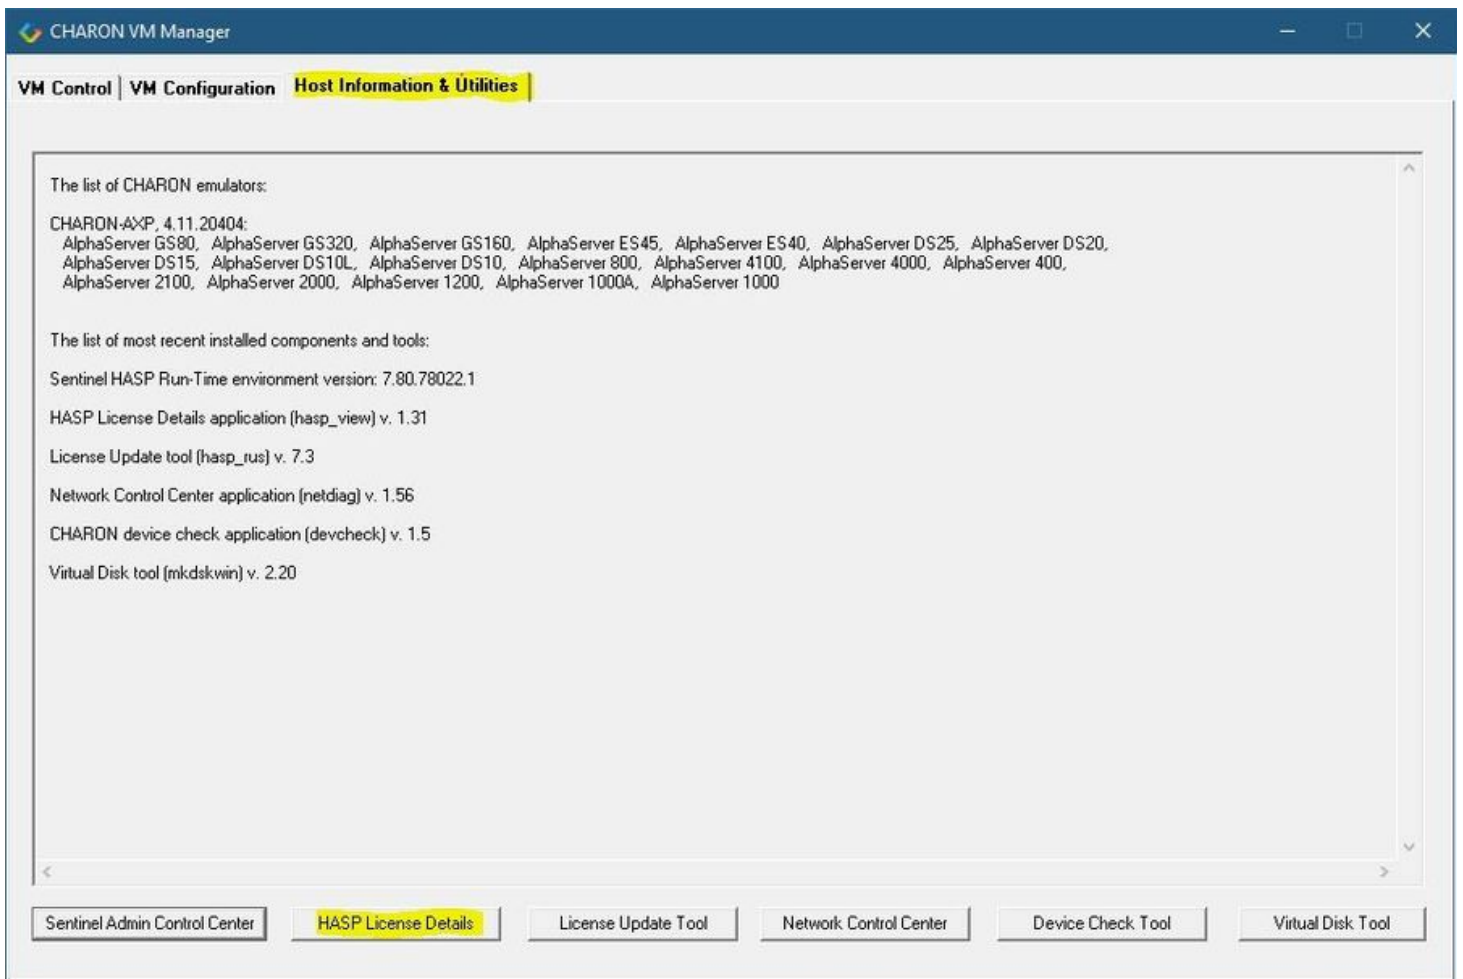 CHARON VM Manager
VM Control | VM Configuration Host Information & Utilities
The list of CHARON emulators:
CHARON-AXP, 4.11.20404:
AlphaServer GS80, AlphaServer GS320, AlphaServer GS160, AlphaServer ES45, AlphaServer ES40, AlphaServer DS25, AlphaServer DS20,
AlphaServer DS15, AlphaServer DS10L, AlphaServer DS10, AlphaServer 800, AlphaServer 4100, AlphaServer 4000, AlphaServer 400,
AlphaServer 2100, AlphaServer 2000, AlphaServer 1200, AlphaServer 1000A, AlphaServer 1000
The list of most recent installed components and tools:
Sentinel HASP Run-Time environment version: 7.80.78022.1
HASP License Details application (hasp_view) v. 1.31
License Update tool (hasp_rus) v. 7.3
Network Control Center application (netdiag) v. 1.56
CHARON device check application (devcheck) v. 1.5
Virtual Disk tool (mkdskwin) v. 2.20
Sentinel Admin Control Center HASP License Details License Update Tool Network Control Center Device Check Tool Virtual Disk Tool